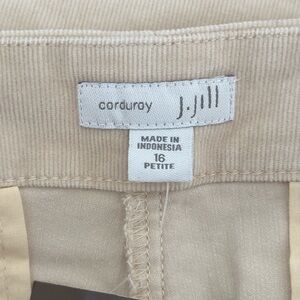 corduroy J.Jill
MADE IN
INDONESIA
16
PETITE